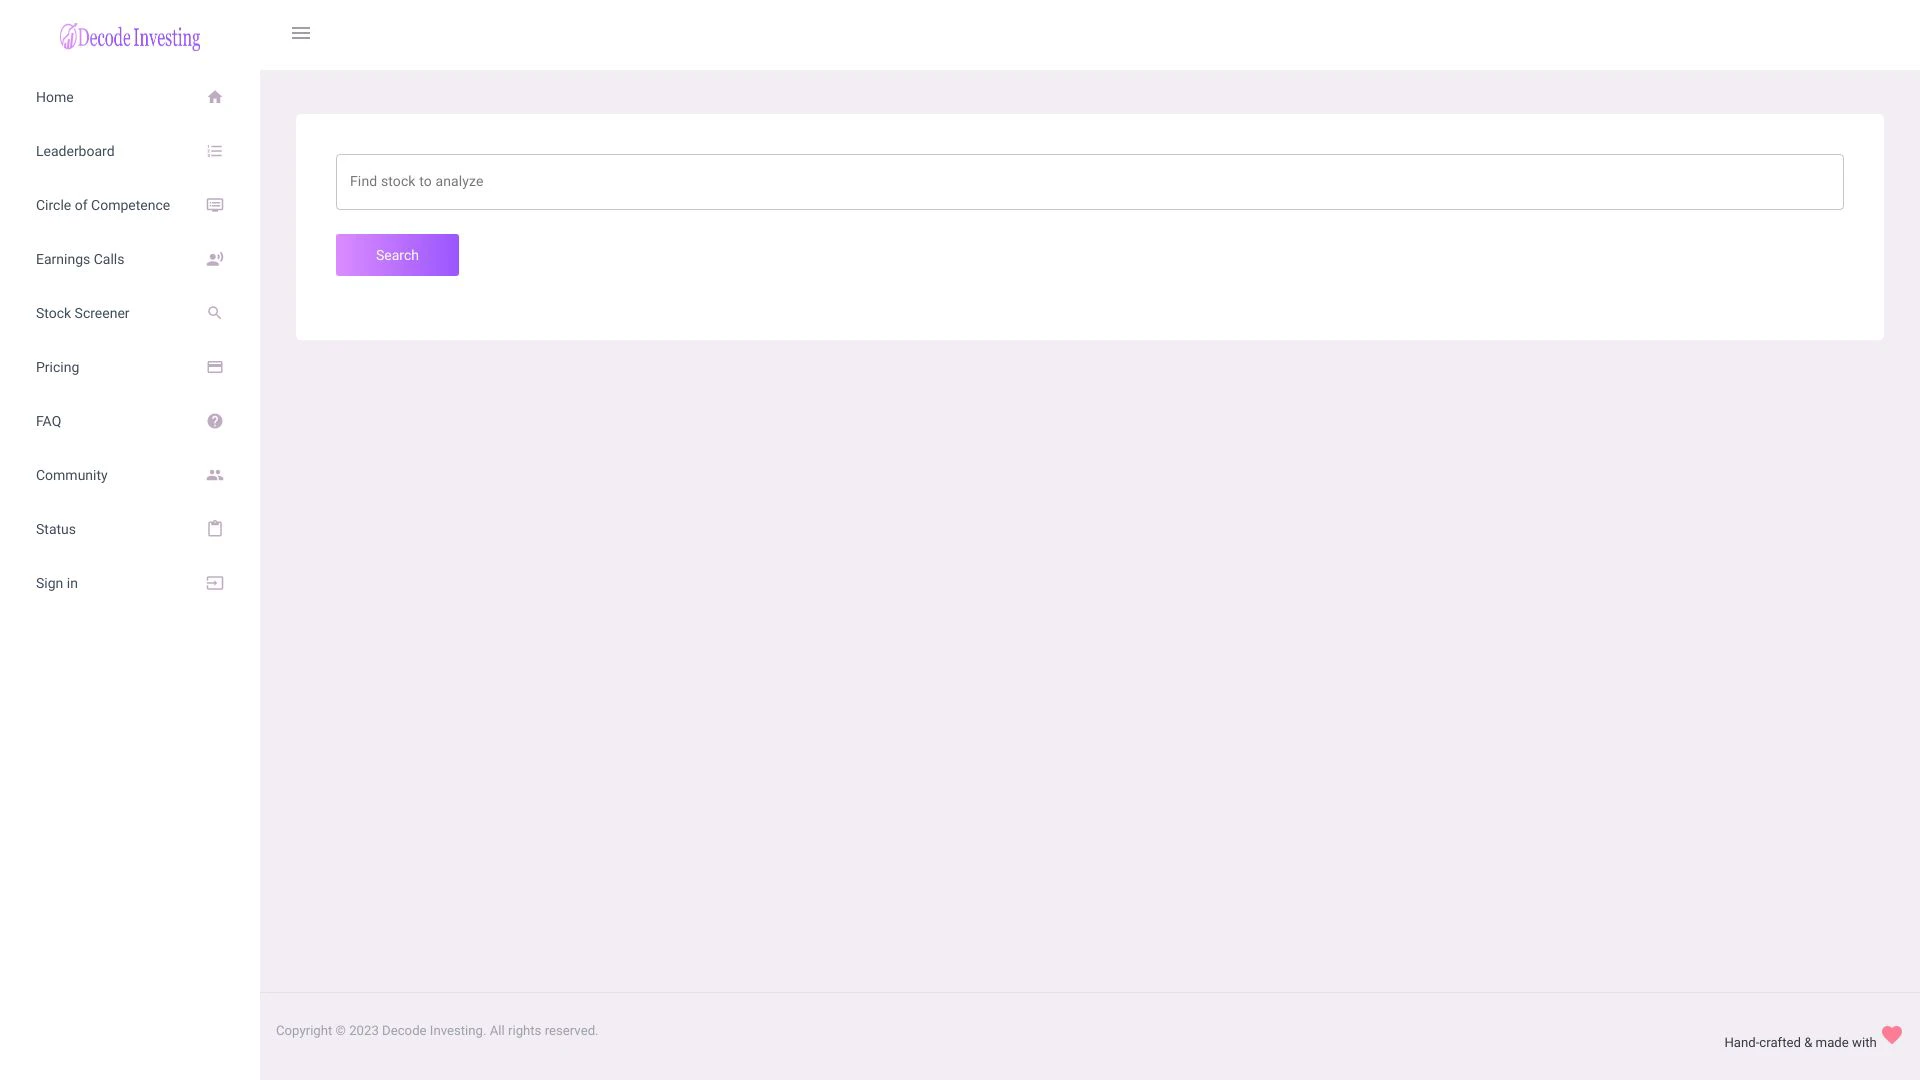 Decode Investing
Home
Leaderboard
Circle of Competence
Earnings Calls
Stock Screener
Pricing
FAQ
Community
Status
Sign in
Find stock to analyze
Search
Copyright © 2023 Decode Investing. All rights reserved.
Hand-crafted & made with